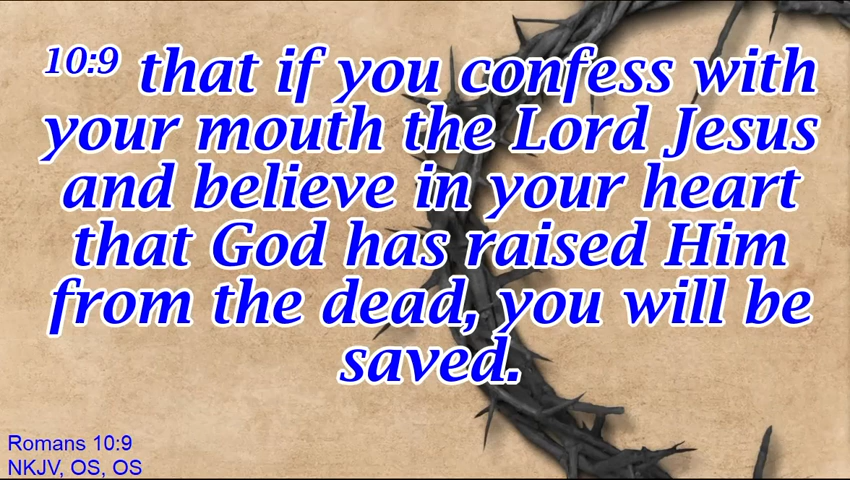 10:9 that if you confess with
your mouth the Lord Jesus
and believe in your heart
that God has raised Him
from the dead, you will be
saved.
Romans 10:9
NKJV, OS, OS